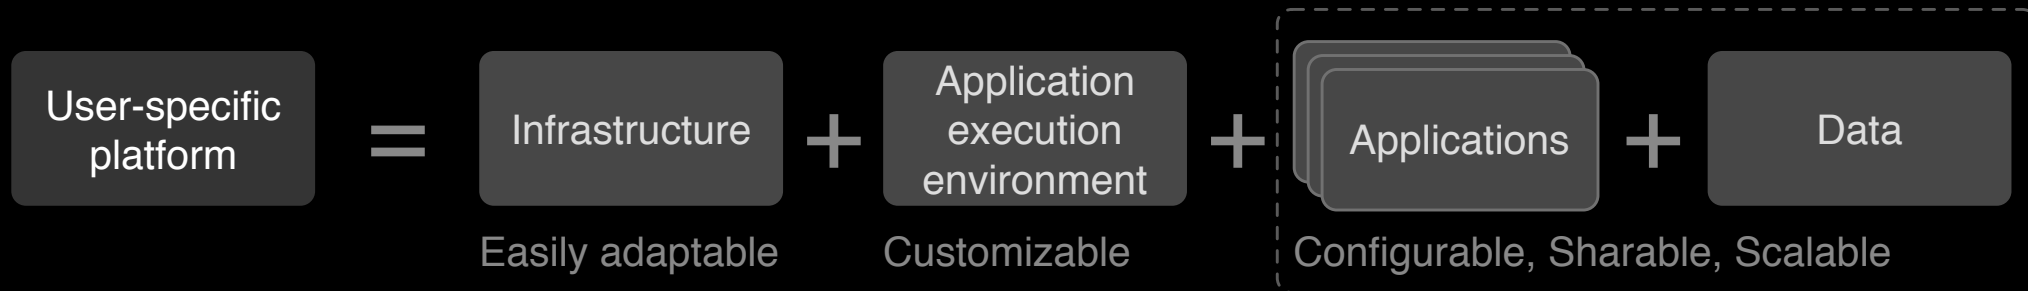 User-specific
platform
=
Infrastructure
+
Application
execution
environment
+
Applications
+
Data
Easily adaptable
Customizable
Configurable, Sharable, Scalable